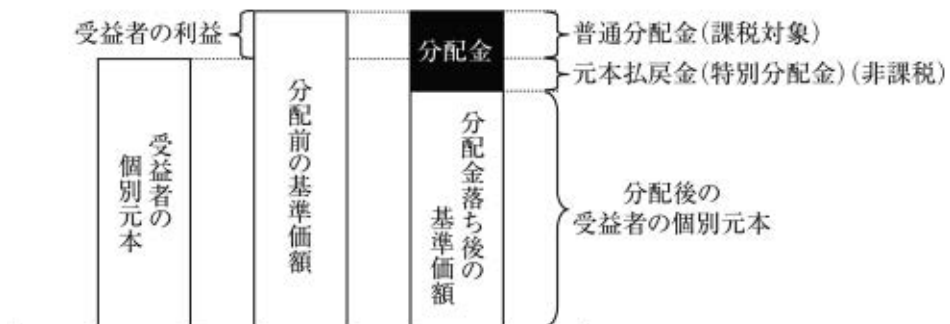 受益者の利益
分配金
普通分配金(課税対象)
元本払戻金(特別分配金)(非課税)
受益者の
個別元本
分配前の基準価額
分配金落ち後の
基準価額
分配後の
受益者の個別元本